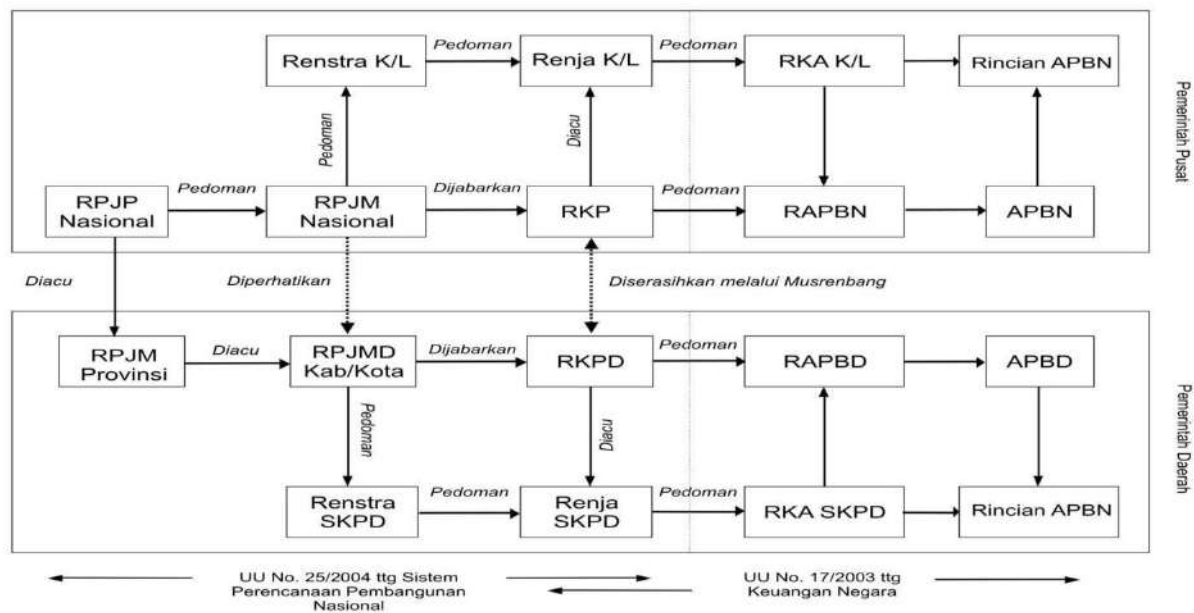 Pedoman
Pedoman
Renstra K/L
Renja K/L
RKA K/L
Rincian APBN
Pedoman
Diacu
Pemerintah Pusat
Pedoman
Dijabarkan
Pedoman
RPJP
Nasional
RPJM
Nasional
RKP
RAPBN
APBN
Diacu
Diperhatikan
Diserasihkan melalui Musrenbang
RPJM
Provinsi
Diacu
RPJMD
Kab/Kota
Dijabarkan
RKPD
Pedoman
RAPBD
APBD
Pedoman
Diacu
Pemerintah Daerah
Renstra
SKPD
Pedoman
Renja
SKPD
Pedoman
RKA SKPD
Rincian APBN
UU No. 25/2004 ttg Sistem
Perencanaan Pembangunan
Nasional
UU No. 17/2003 ttg
Keuangan Negara